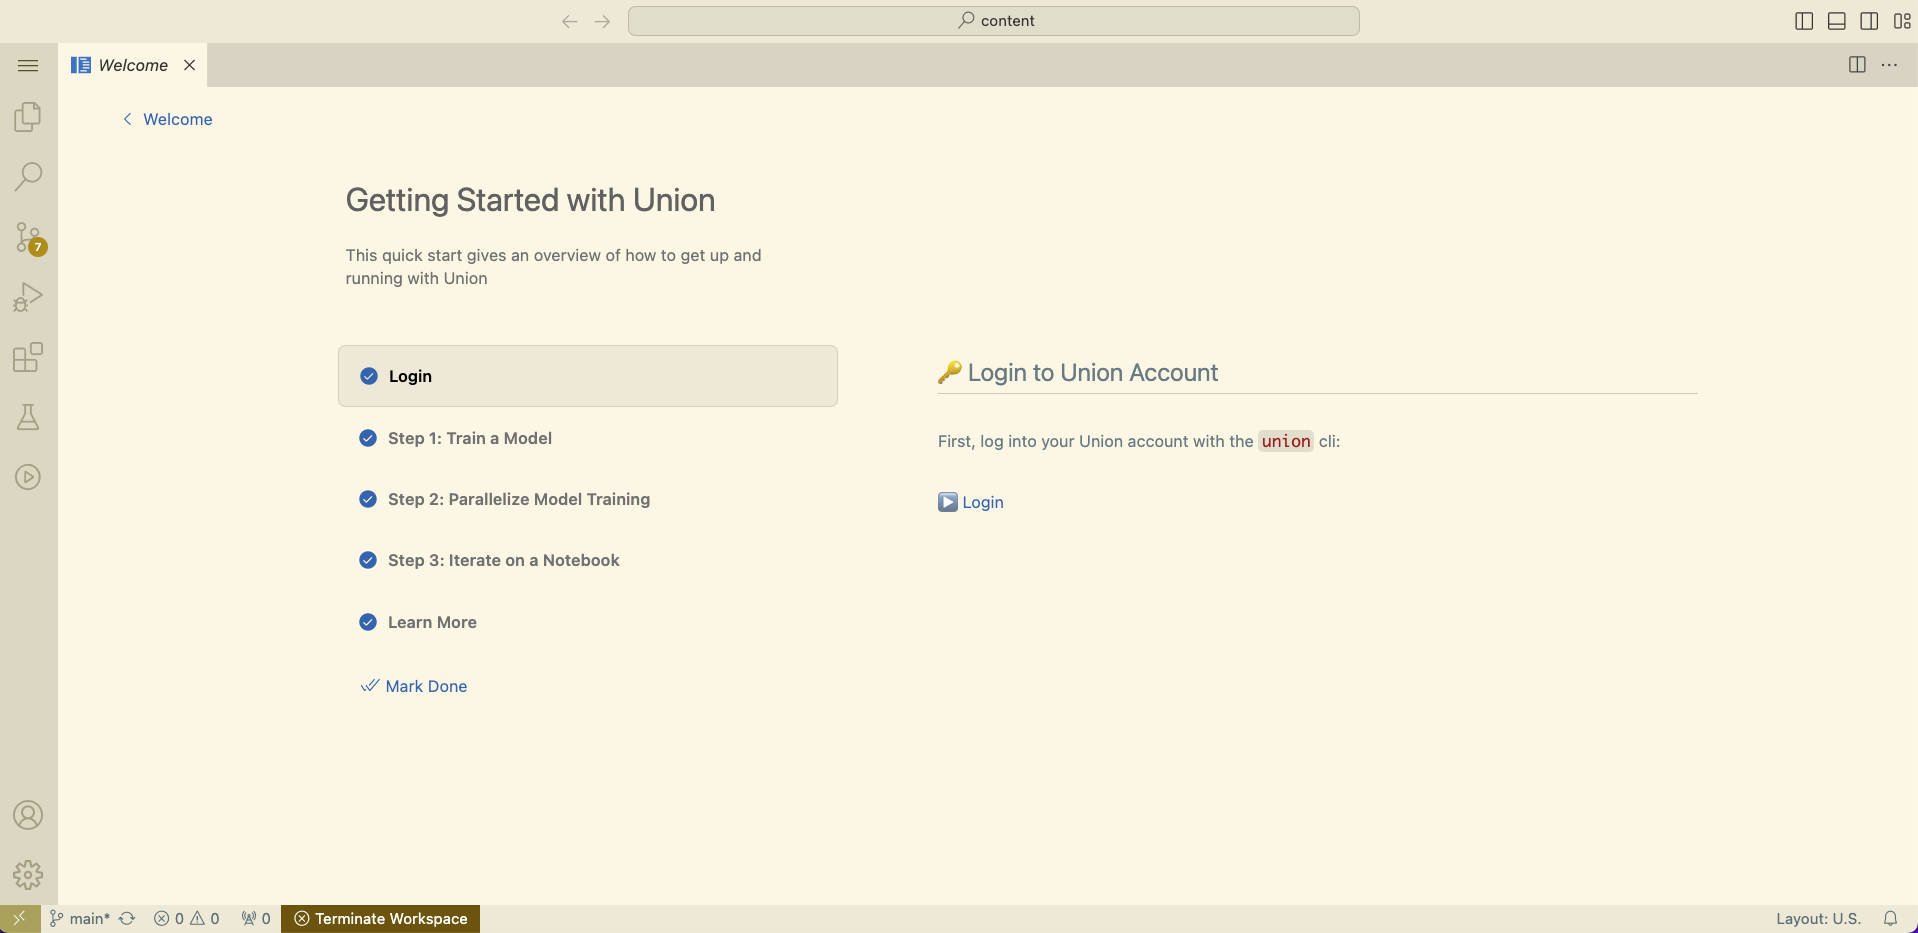 content
Welcome
Welcome
Getting Started with Union
This quick start gives an overview of how to get up and
running with Union
Login
Step 1: Train a Model
Step 2: Parallelize Model Training
Step 3: Iterate on a Notebook
Learn More
Mark Done
Login to Union Account
First, log into your Union account with the union cli:
Login
7
main* 0 0 0 Terminate Workspace Layout: U.S.